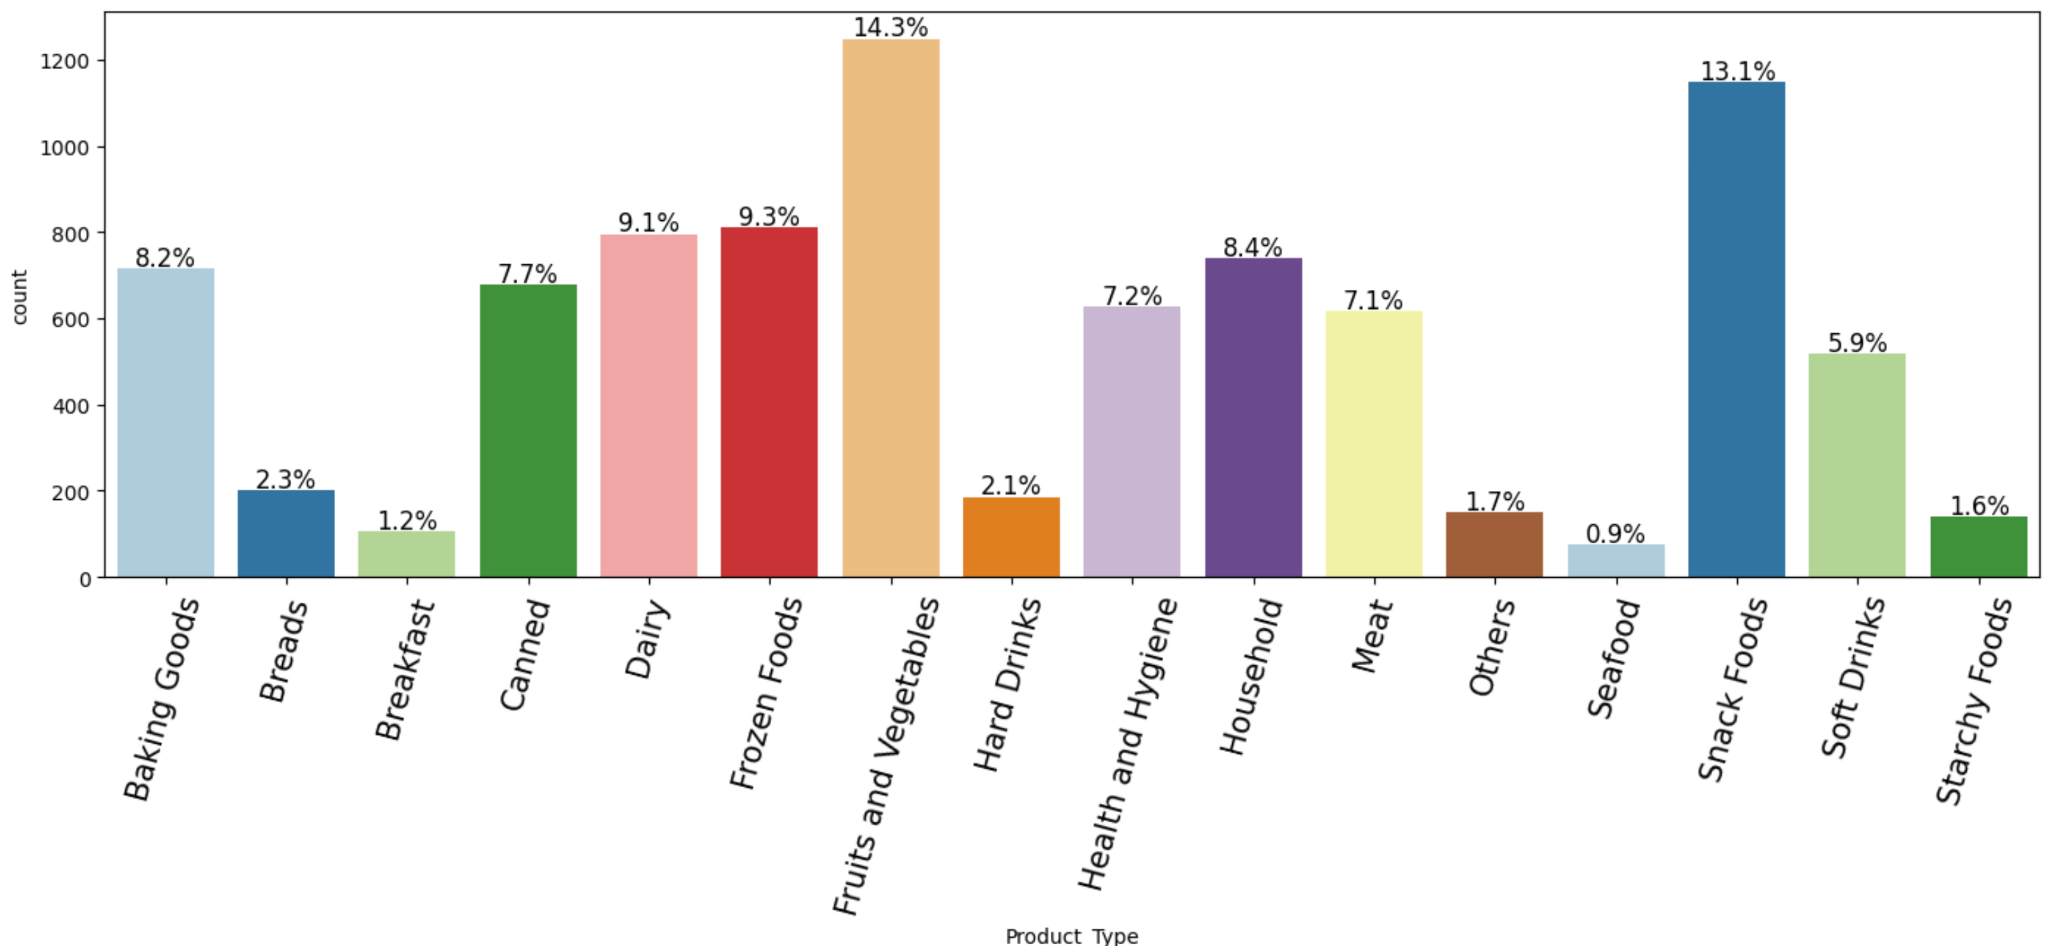 14.3%
1200
13.1%
1000
9.1%
9.3%
800
8.2%
8.4%
7.7%
7.2%
7.1%
count
600
5.9%
400
2.3%
2.1%
200
1.2%
1.7%
0.9%
1.6%
0
Baking Goods
Breads
Breakfast
Canned
Dairy
Frozen Foods
Fruits and Vegetables
Hard Drinks
Health and Hygiene
Household
Meat
Others
Seafood
Snack Foods
Soft Drinks
Starchy Foods
Product_Type